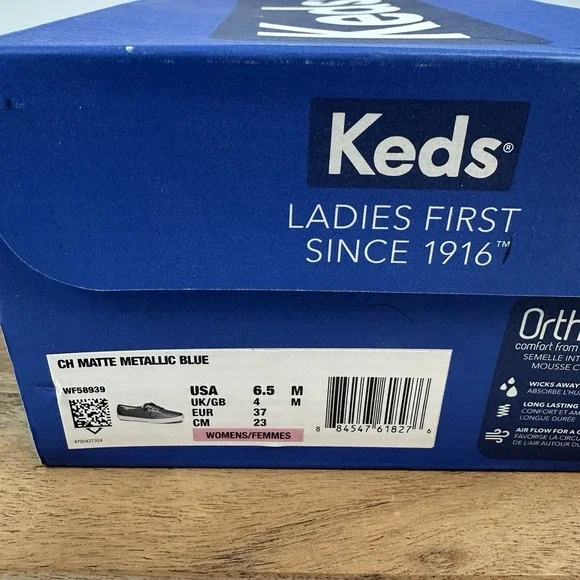 Keds
Keds®
LADIES FIRST
SINCE 1916™
CH MATTE METALLIC BLUE
WF58939
4700427324
USA 6.5 M
UK/GB 4 M
EUR 37
CM 23
WOMENS/FEMMES
8 84547 61827 6
Orth
comfort from
SEMELLE INT
MOUSSE C
WICKS AWAY
ABSORBE L'HU
LONG LASTING
CONFORT ET AM
LONGUE DURÉE
AIR FLOW FOR A C
FAVORISE LA CIRCU
DE L'AIR AUTOUR DU